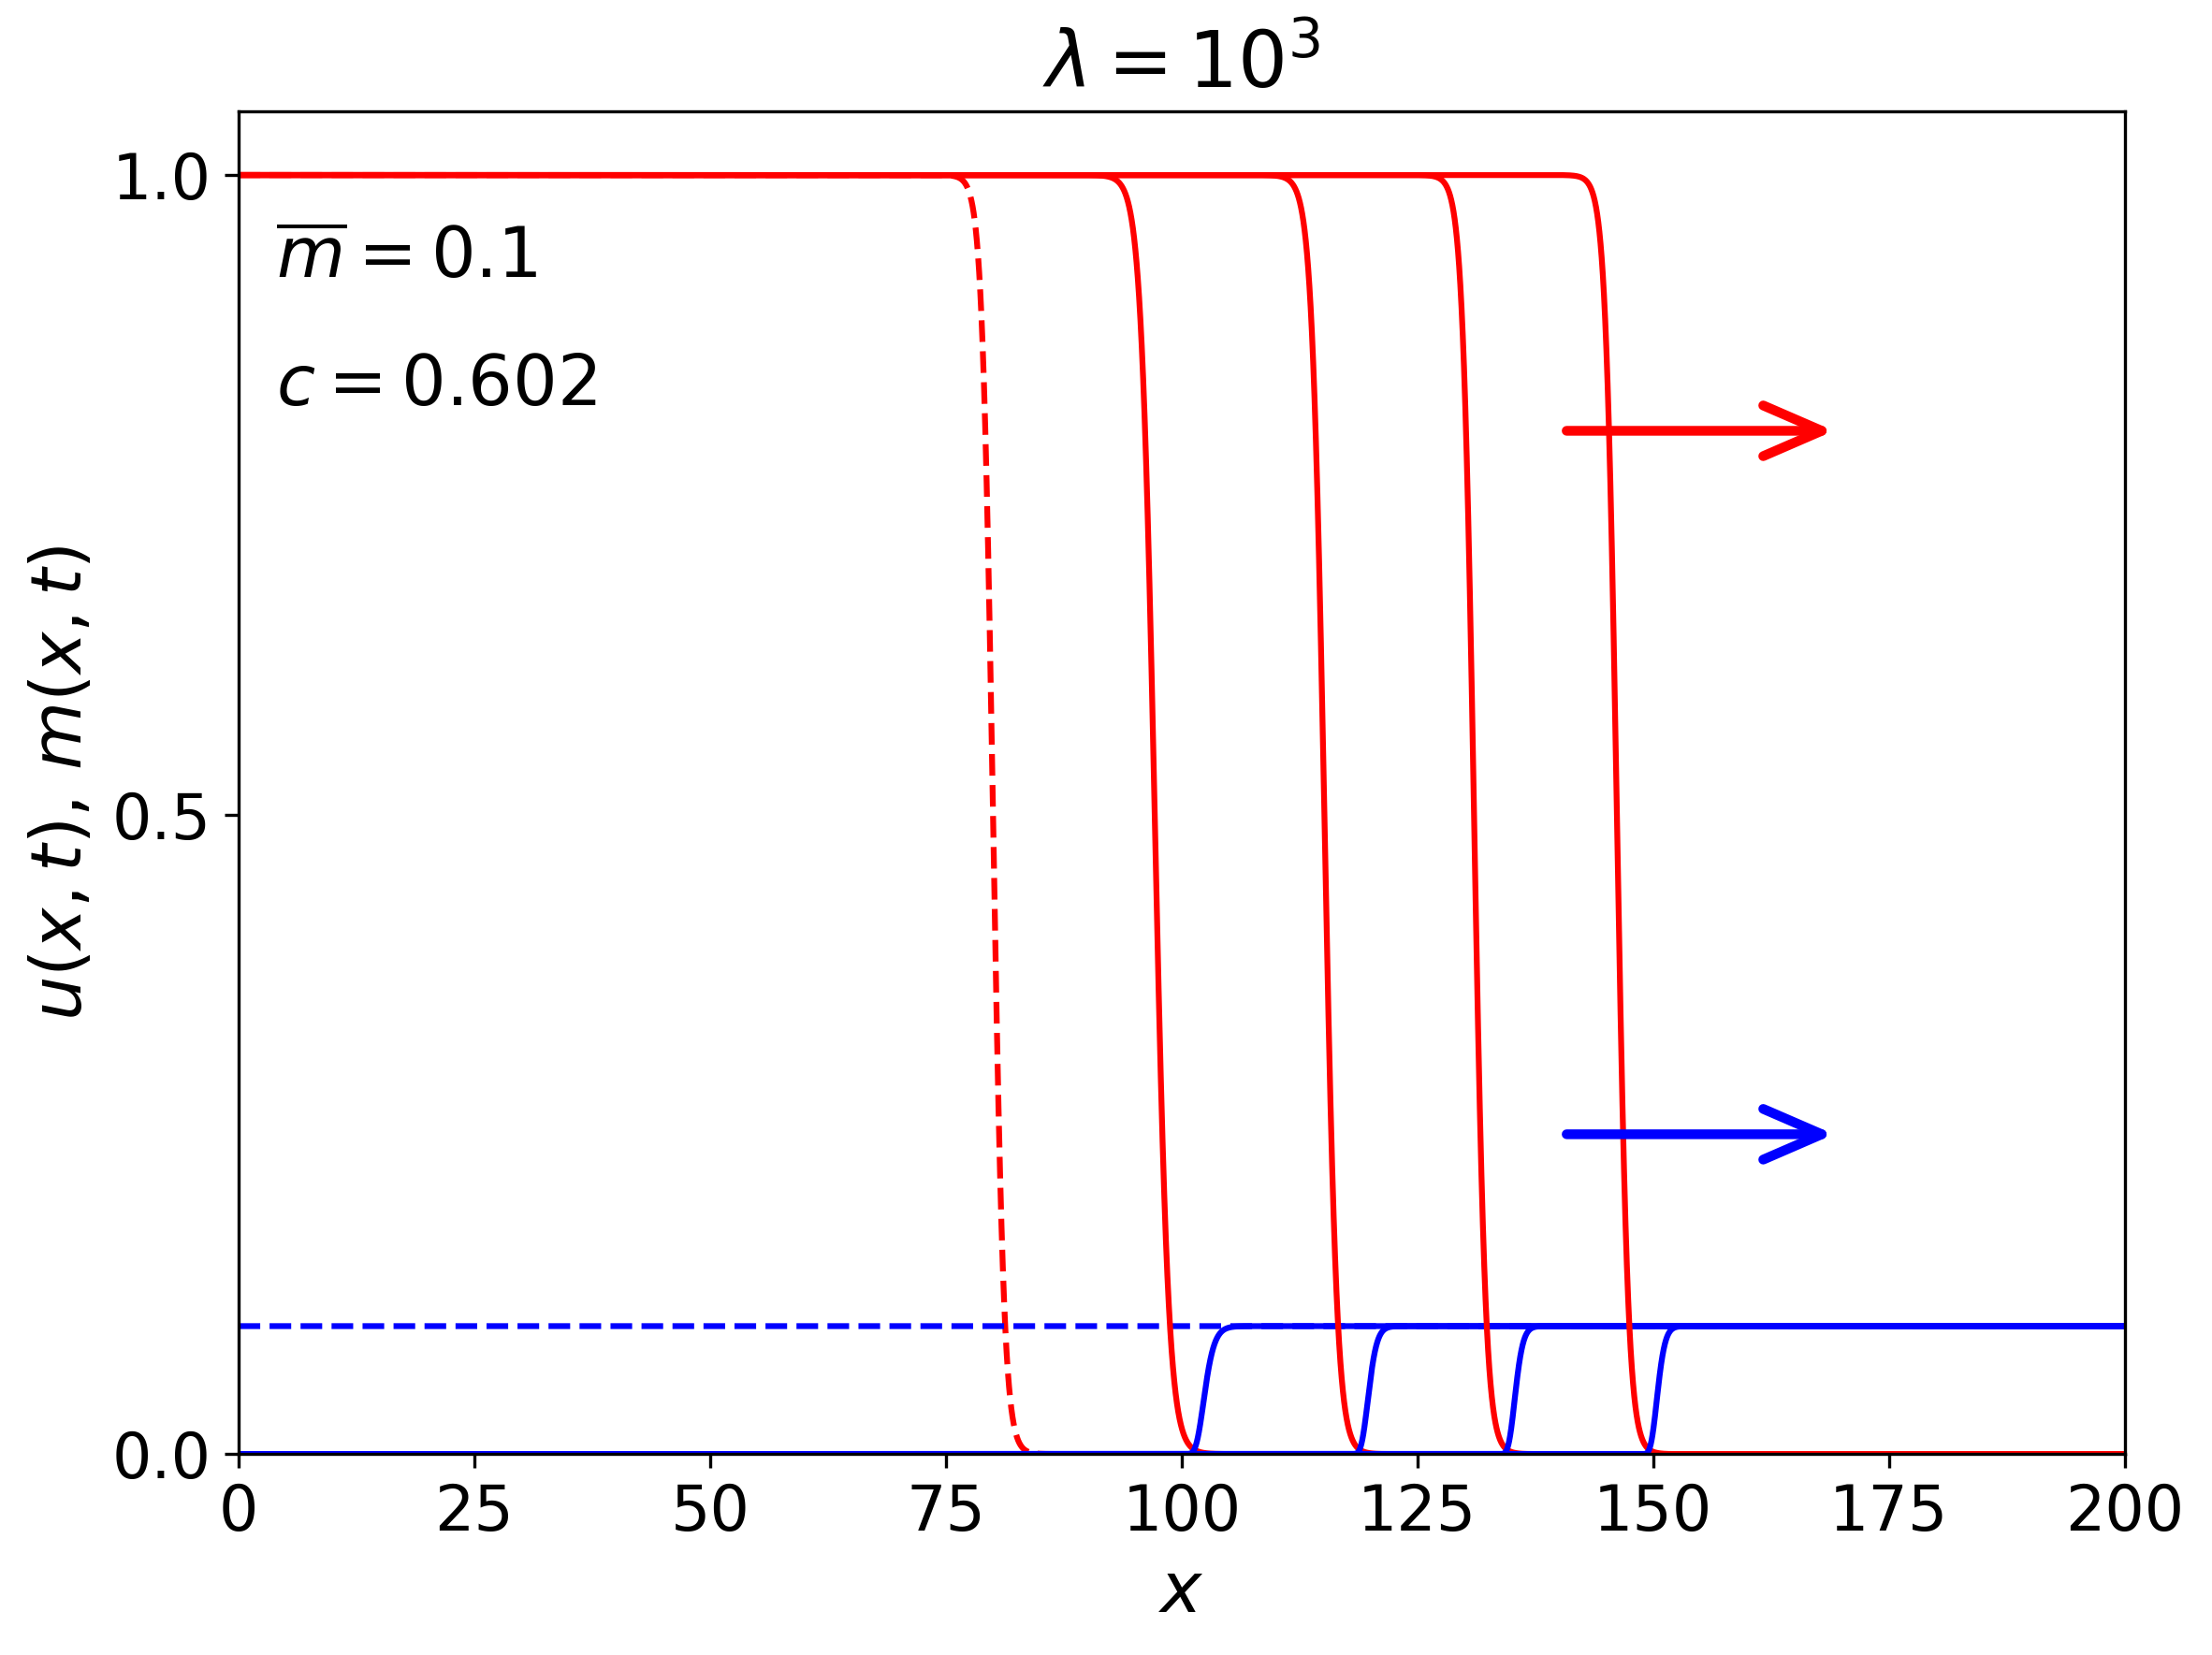 λ = 10³
m̅ = 0.1
c = 0.602
u(x, t), m(x, t)
1.0
0.5
0.0
0 25 50 75 100 125 150 175 200
x